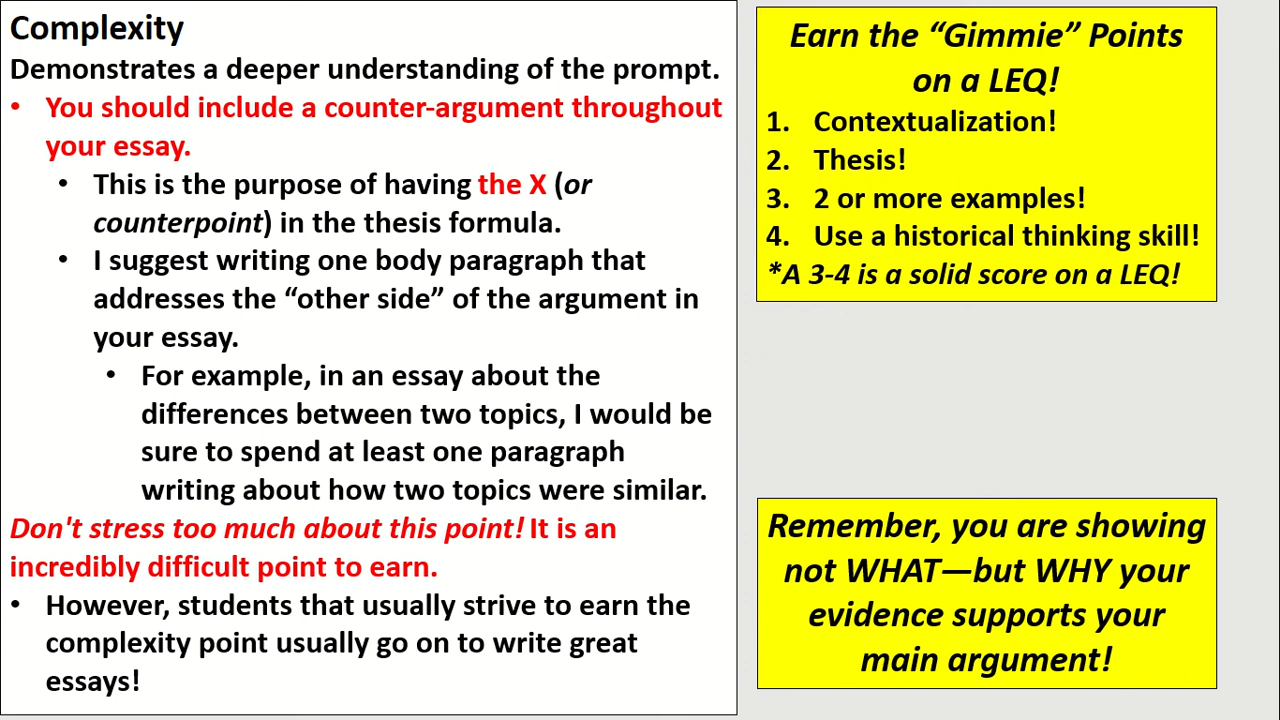 Complexity
Demonstrates a deeper understanding of the prompt.
• You should include a counter-argument throughout
your essay.
• This is the purpose of having the X (or
counterpoint) in the thesis formula.
• I suggest writing one body paragraph that
addresses the “other side” of the argument in
your essay.
• For example, in an essay about the
differences between two topics, I would be
sure to spend at least one paragraph
writing about how two topics were similar.
Don't stress too much about this point! It is an
incredibly difficult point to earn.
• However, students that usually strive to earn the
complexity point usually go on to write great
essays!
Earn the “Gimmie” Points
on a LEQ!
1. Contextualization!
2. Thesis!
3. 2 or more examples!
4. Use a historical thinking skill!
*A 3-4 is a solid score on a LEQ!
Remember, you are showing
not WHAT—but WHY your
evidence supports your
main argument!